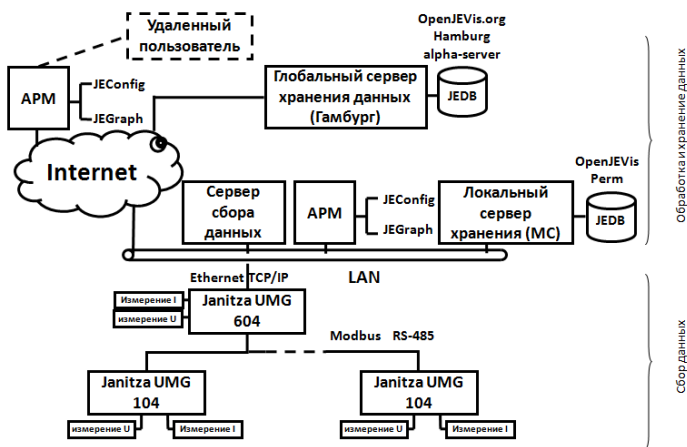 Удаленный
пользователь
OpenJEVis.org
Hamburg
alpha-server
АРМ
JEConfig
JEGraph
Глобальный сервер
хранения данных
(Гамбург)
JEDB
Internet
Сервер
сбора
данных
АРМ
JEConfig
JEGraph
Локальный
сервер
хранения (МС)
OpenJEVis
Perm
JEDB
Обработка и хранение данных
Ethernet TCP/IP
LAN
Измерение I
измерение U
Janitza UMG
604
Modbus RS-485
Janitza UMG
104
измерение U
Измерение I
Janitza UMG
104
измерение U
Измерение I
Сбор данных